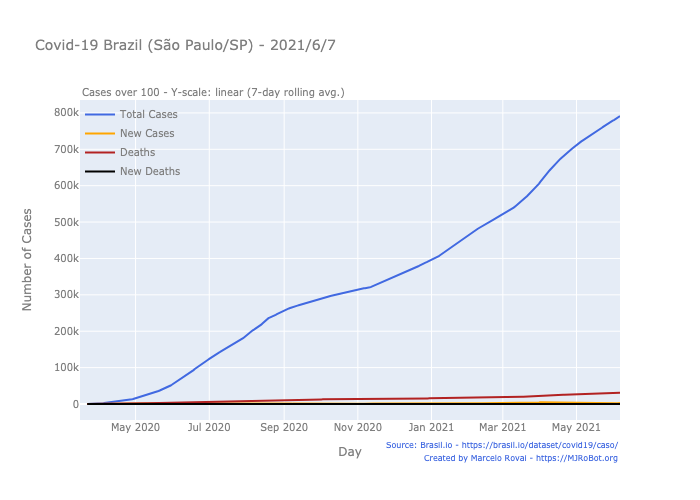 Covid-19 Brazil (São Paulo/SP) - 2021/6/7
Cases over 100 - Y-scale: linear (7-day rolling avg.)
800k
700k
600k
500k
400k
300k
200k
100k
0
Total Cases
New Cases
Deaths
New Deaths
Number of Cases
May 2020
Jul 2020
Sep 2020
Nov 2020
Jan 2021
Mar 2021
May 2021
Day
Source: Brasil.io - https://brasil.io/dataset/covid19/caso/
Created by Marcelo Rovai - https://MJRoBot.org